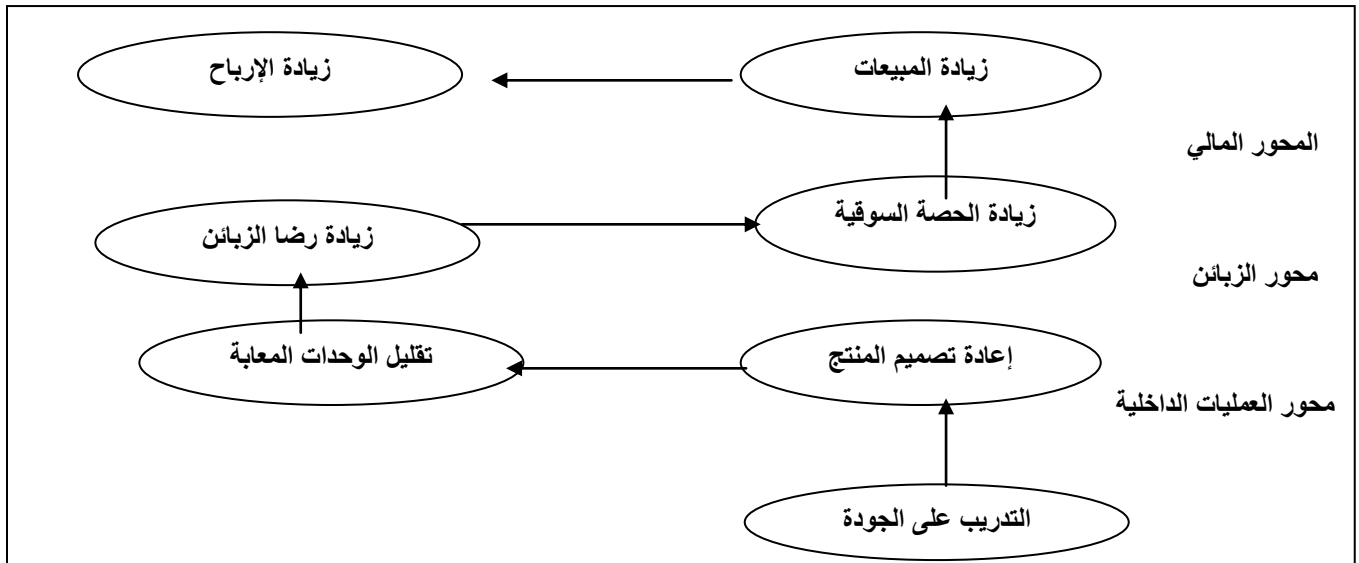 زيادة المبيعات
زيادة الإرباح
المحور المالي
زيادة الحصة السوقية
زيادة رضا الزبائن
محور الزبائن
إعادة تصميم المنتج
تقليل الوحدات المعابة
محور العمليات الداخلية
التدريب على الجودة